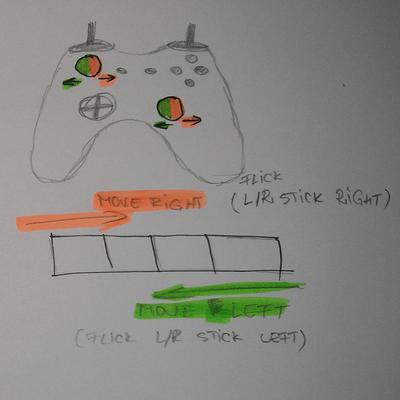 FLICK
MOVE RIGHT
(L/R STICK RIGHT)
MOVE LEFT
(FLICK L/R STICK LEFT)